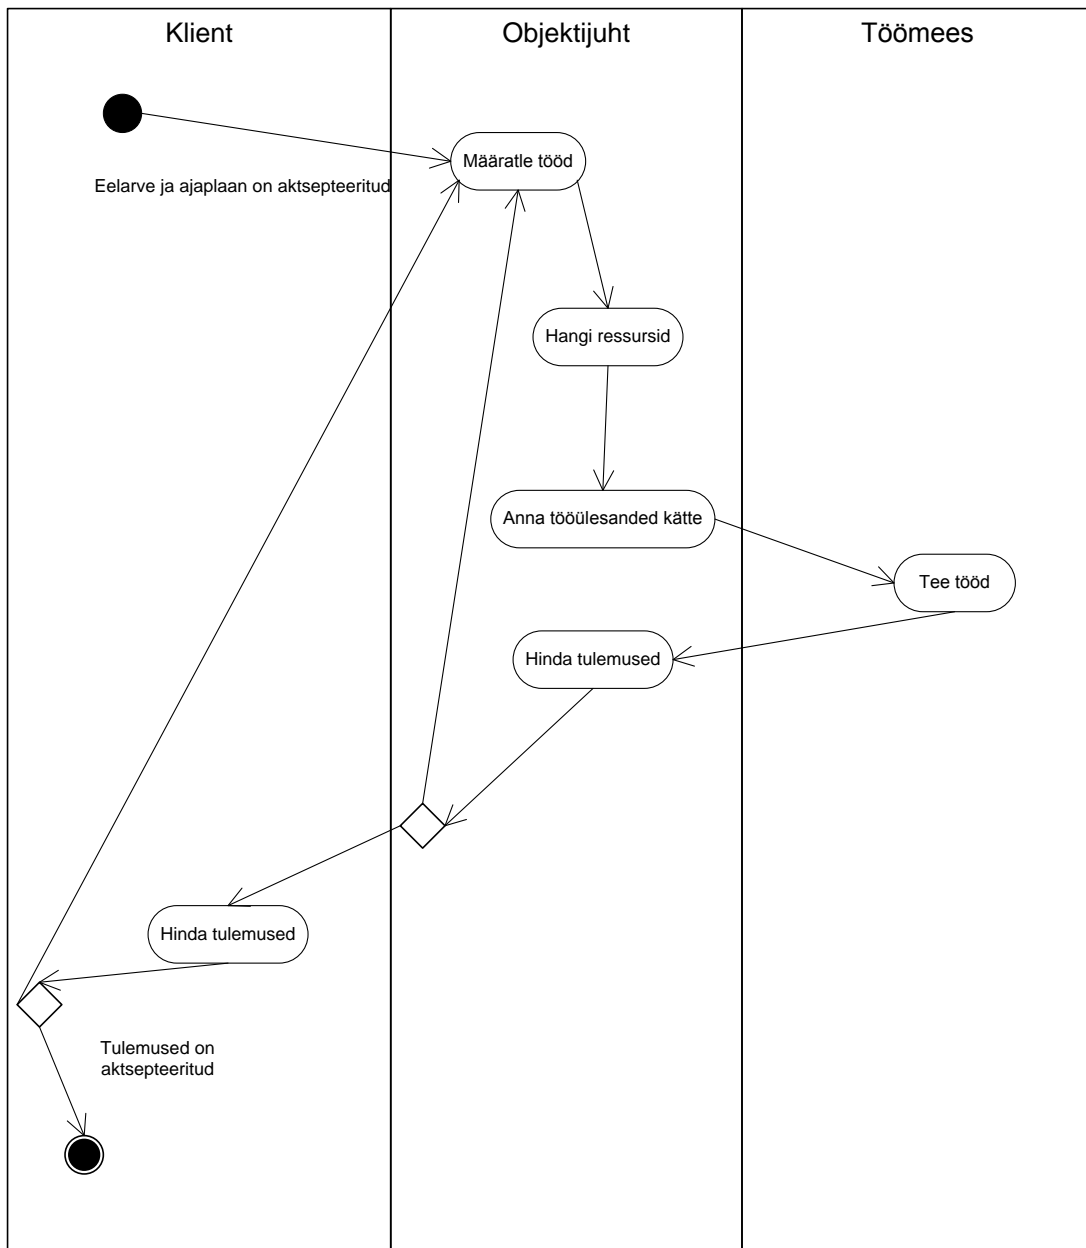 Klient
Objektijuht
Töömees
Määratle tööd
Eelarve ja ajaplaan on aktsepteeritud
Hangi ressursid
Anna tööülesanded kätte
Tee tööd
Hinda tulemused
Hinda tulemused
Tulemused on
aktsepteeritud